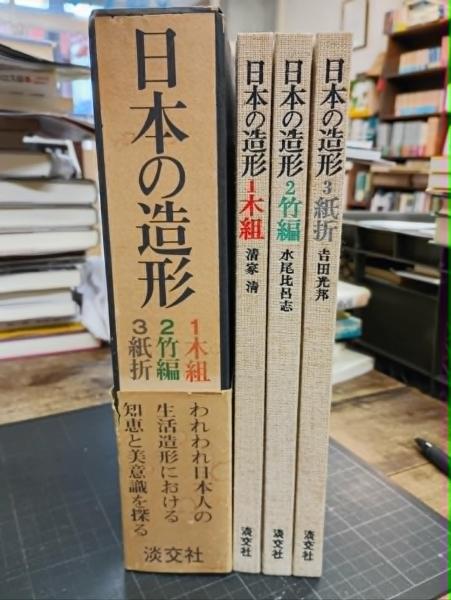 日本の造形
1木組
2竹編
3紙折
われわれ日本人の
生活造形における
知恵と美意識を探る
淡交社
日本の造形
1木組
清家 清
淡交社
日本の造形
2竹編
水尾比呂志
淡交社
日本の造形
3紙折
吉田光邦
淡交社